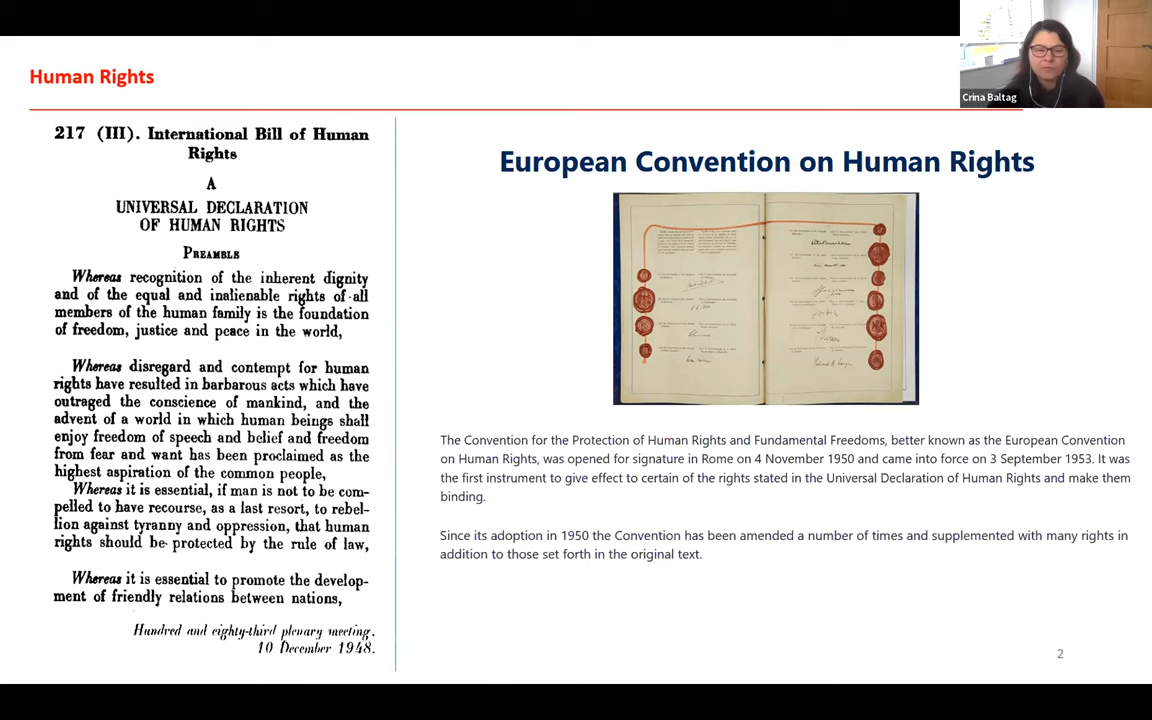 Human Rights
217 (III). International Bill of Human
Rights
A
UNIVERSAL DECLARATION
OF HUMAN RIGHTS
PREAMBLE
Whereas recognition of the inherent dignity
and of the equal and inalienable rights of all
members of the human family is the foundation
of freedom, justice and peace in the world,
Whereas disregard and contempt for human
rights have resulted in barbarous acts which have
outraged the conscience of mankind, and the
advent of a world in which human beings shall
enjoy freedom of speech and belief and freedom
from fear and want has been proclaimed as the
highest aspiration of the common people,
Whereas it is essential, if man is not to be com-
pelled to have recourse, as a last resort, to rebel-
lion against tyranny and oppression, that human
rights should be protected by the rule of law,
Whereas it is essential to promote the develop-
ment of friendly relations between nations,
Hundred and eighty-third plenary meeting.
10 December 1948.
European Convention on Human Rights
The Convention for the Protection of Human Rights and Fundamental Freedoms, better known as the European Convention
on Human Rights, was opened for signature in Rome on 4 November 1950 and came into force on 3 September 1953. It was
the first instrument to give effect to certain of the rights stated in the Universal Declaration of Human Rights and make them
binding.
Since its adoption in 1950 the Convention has been amended a number of times and supplemented with many rights in
addition to those set forth in the original text.
2
Crina Baltag